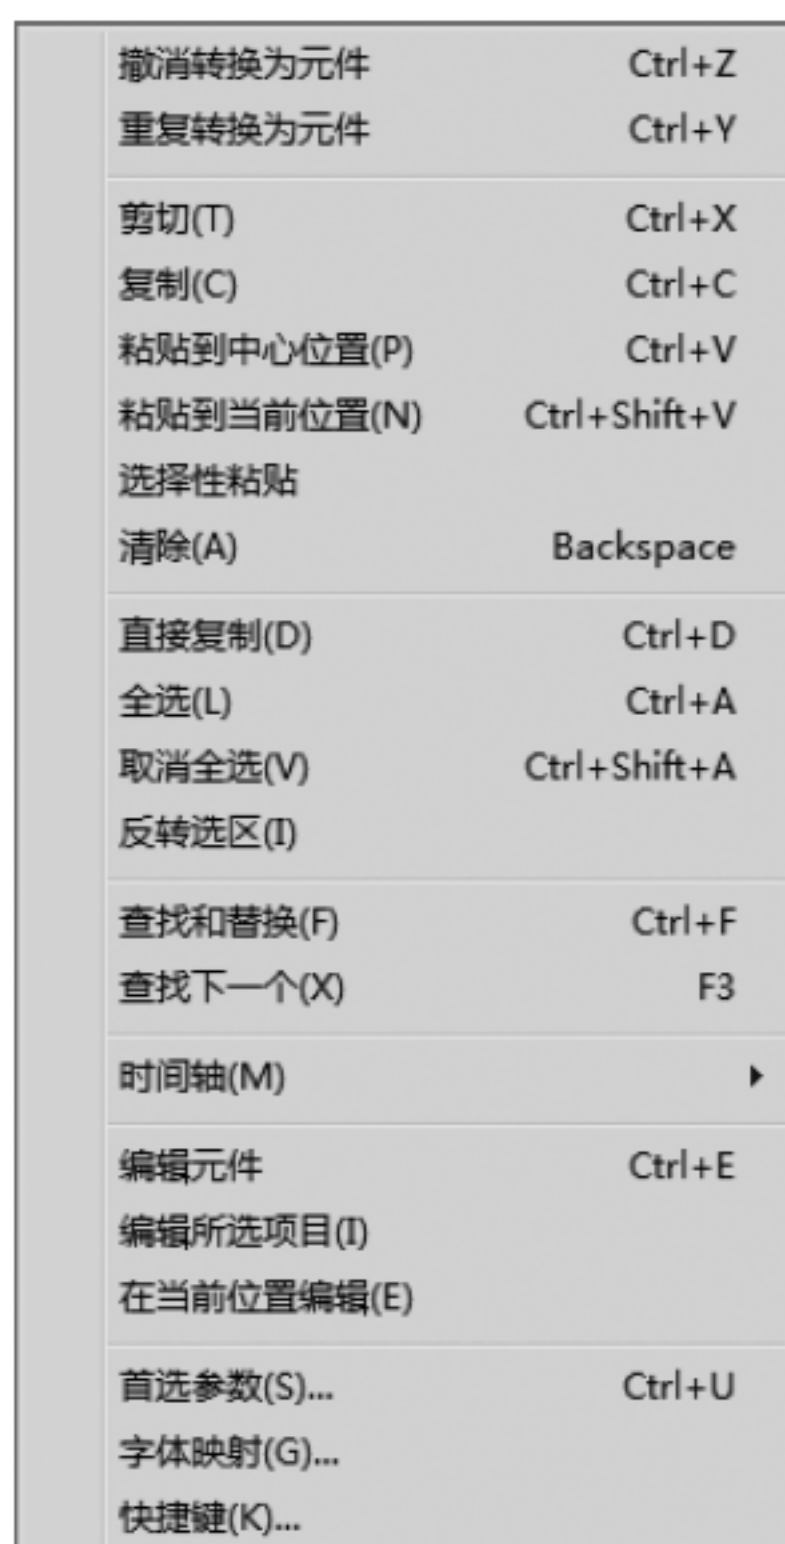 撤消转换为元件 Ctrl+Z
重复转换为元件 Ctrl+Y
剪切(T) Ctrl+X
复制(C) Ctrl+C
粘贴到中心位置(P) Ctrl+V
粘贴到当前位置(N) Ctrl+Shift+V
选择性粘贴
清除(A) Backspace
直接复制(D) Ctrl+D
全选(L) Ctrl+A
取消全选(V) Ctrl+Shift+A
反转选区(I)
查找和替换(F) Ctrl+F
查找下一个(X) F3
时间轴(M)
编辑元件 Ctrl+E
编辑所选项目(I)
在当前位置编辑(E)
首选参数(S)... Ctrl+U
字体映射(G)...
快捷键(K)...